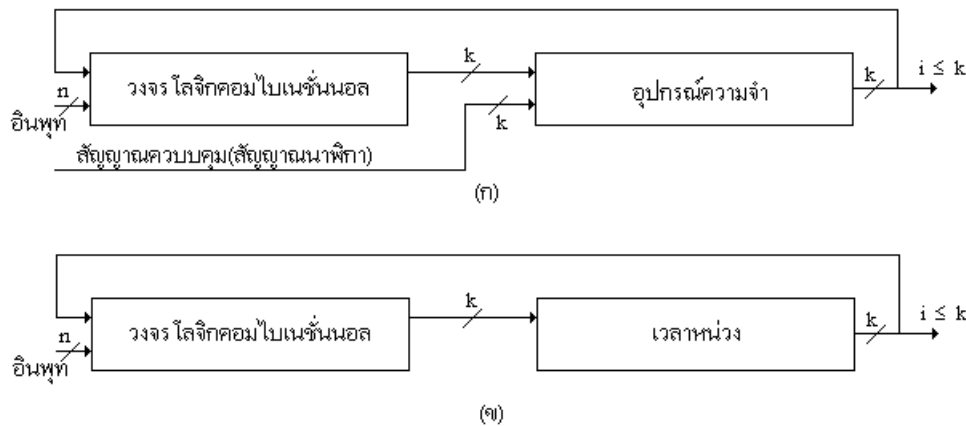 วงจรโลจิกคอมไบเนชั่นนอล
k
อุปกรณ์ความจำ
k
i ≤ k
n
อินพุท
k
สัญญาณควบบคุม(สัญญาณนาฬิกา)
(ก)
วงจรโลจิกคอมไบเนชั่นนอล
k
เวลาหน่วง
k
i ≤ k
n
อินพุท
(ข)